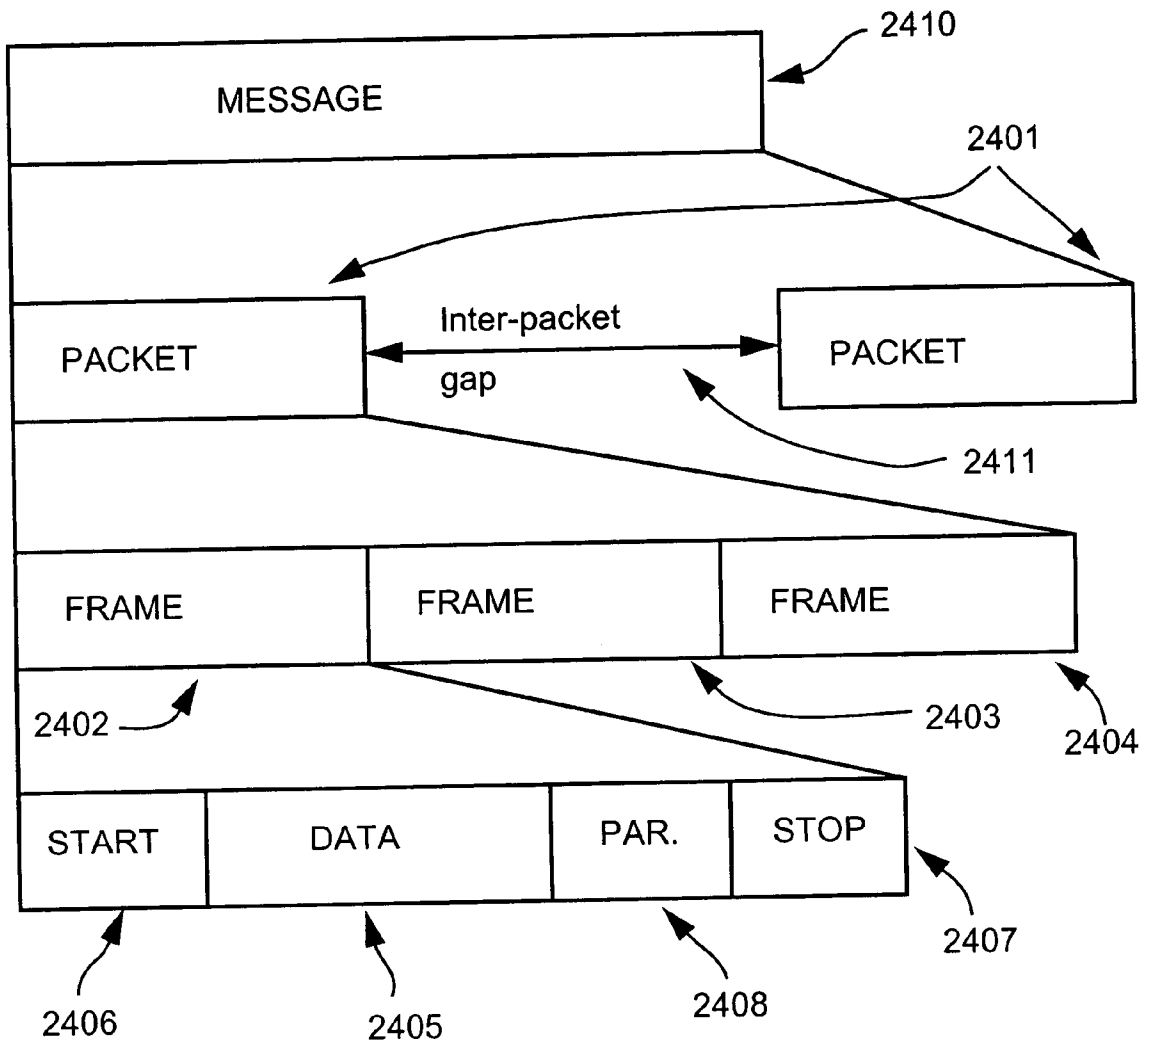 2410
MESSAGE
2401
Inter-packet
PACKET
PACKET
gap
2411
FRAME
FRAME
FRAME
2402
2403
2404
START
DATA
PAR.
STOP
2407
2406
2405
2408